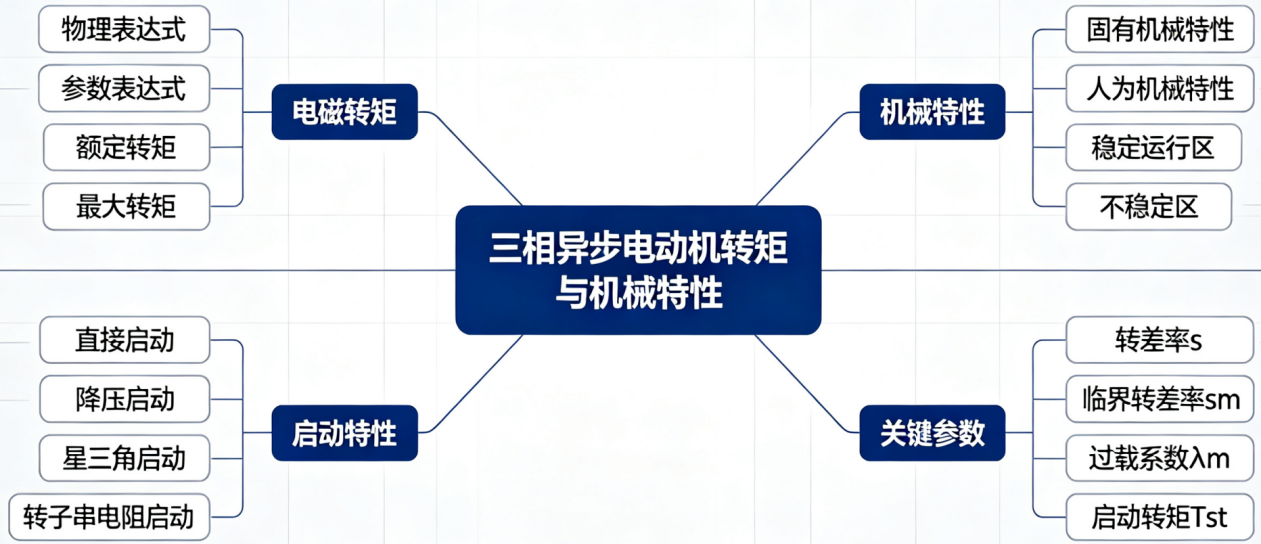 三相异步电动机转矩
与机械特性
电磁转矩
物理表达式
参数表达式
额定转矩
最大转矩
启动特性
直接启动
降压启动
星三角启动
转子串电阻启动
机械特性
固有机械特性
人为机械特性
稳定运行区
不稳定区
关键参数
转差率s
临界转差率sm
过载系数λm
启动转矩Tst